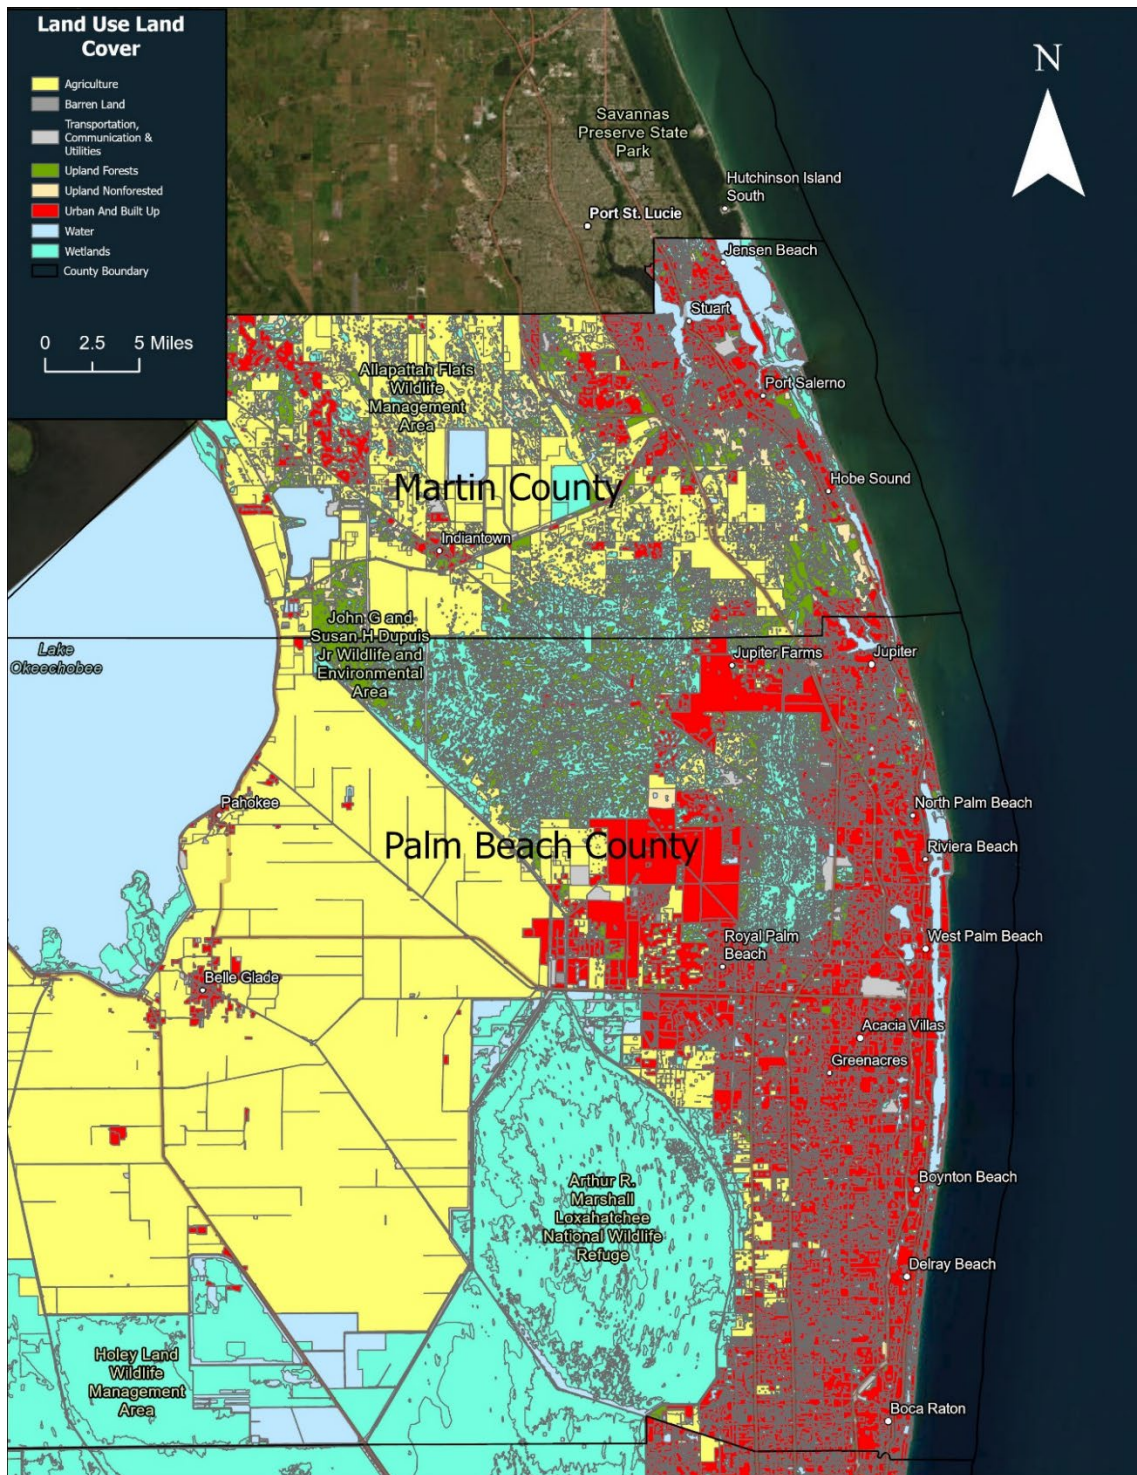 Land Use Land
Cover
Agriculture
Barren Land
Transportation,
Communication &
Utilities
Upland Forests
Upland Nonforested
Urban And Built Up
Water
Wetlands
County Boundary
0 2.5 5 Miles
N
Savannas
Preserve State
Park
Hutchinson Island
South
Port St. Lucie
Jensen Beach
Stuart
Allapattah Flats
Wildlife
Management
Area
Port Salerno
Martin County
Hobe Sound
Indiantown
John G and
Susan H Dupuis
Jr Wildlife and
Environmental
Area
Lake
Okeechobee
Jupiter Farms
Jupiter
Pahokee
North Palm Beach
Palm Beach County
Riviera Beach
Royal Palm
Beach
West Palm Beach
Belle Glade
Acacia Villas
Greenacres
Arthur R.
Marshall
Loxahatchee
National Wildlife
Refuge
Boynton Beach
Delray Beach
Holey Land
Wildlife
Management
Area
Boca Raton